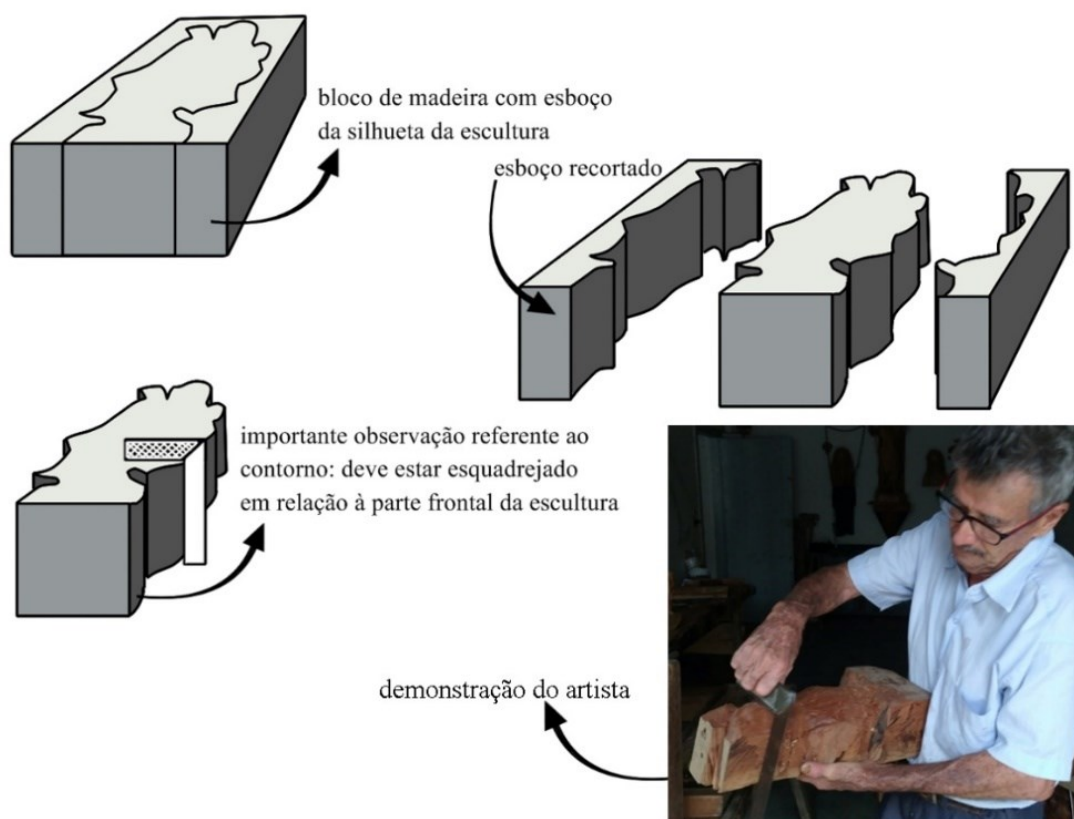 bloco de madeira com esboço
da silhueta da escultura
esboço recortado
importante observação referente ao
contorno: deve estar esquadrejado
em relação à parte frontal da escultura
demonstração do artista